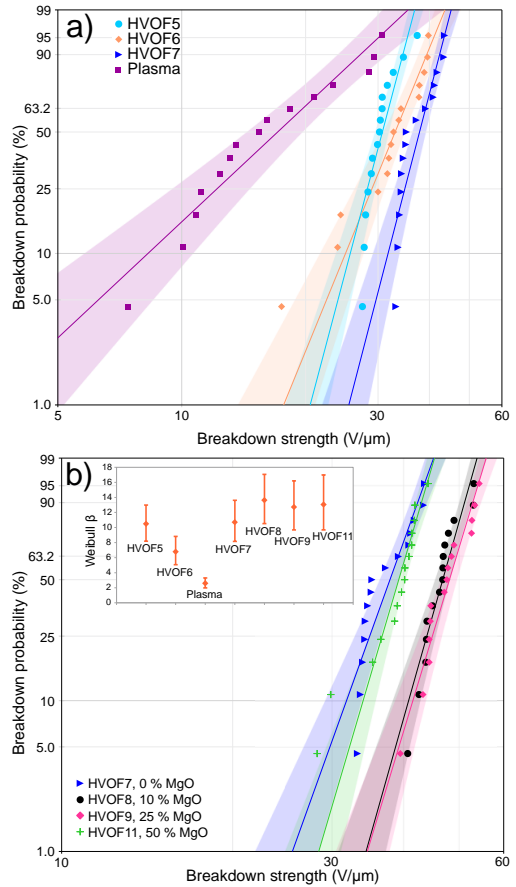 a)
HVOF5
HVOF6
HVOF7
Plasma
Breakdown probability (%)
99
95
90
63.2
50
25
10
5.0
1.0
5
10
30
60
Breakdown strength (V/µm)
b)
Weibull β
18
16
14
12
10
8
6
4
2
0
HVOF5
HVOF6
Plasma
HVOF7
HVOF8
HVOF9
HVOF11
Breakdown probability (%)
99
95
90
63.2
50
25
10
5.0
1.0
HVOF7, 0 % MgO
HVOF8, 10 % MgO
HVOF9, 25 % MgO
HVOF11, 50 % MgO
10
30
60
Breakdown strength (V/µm)